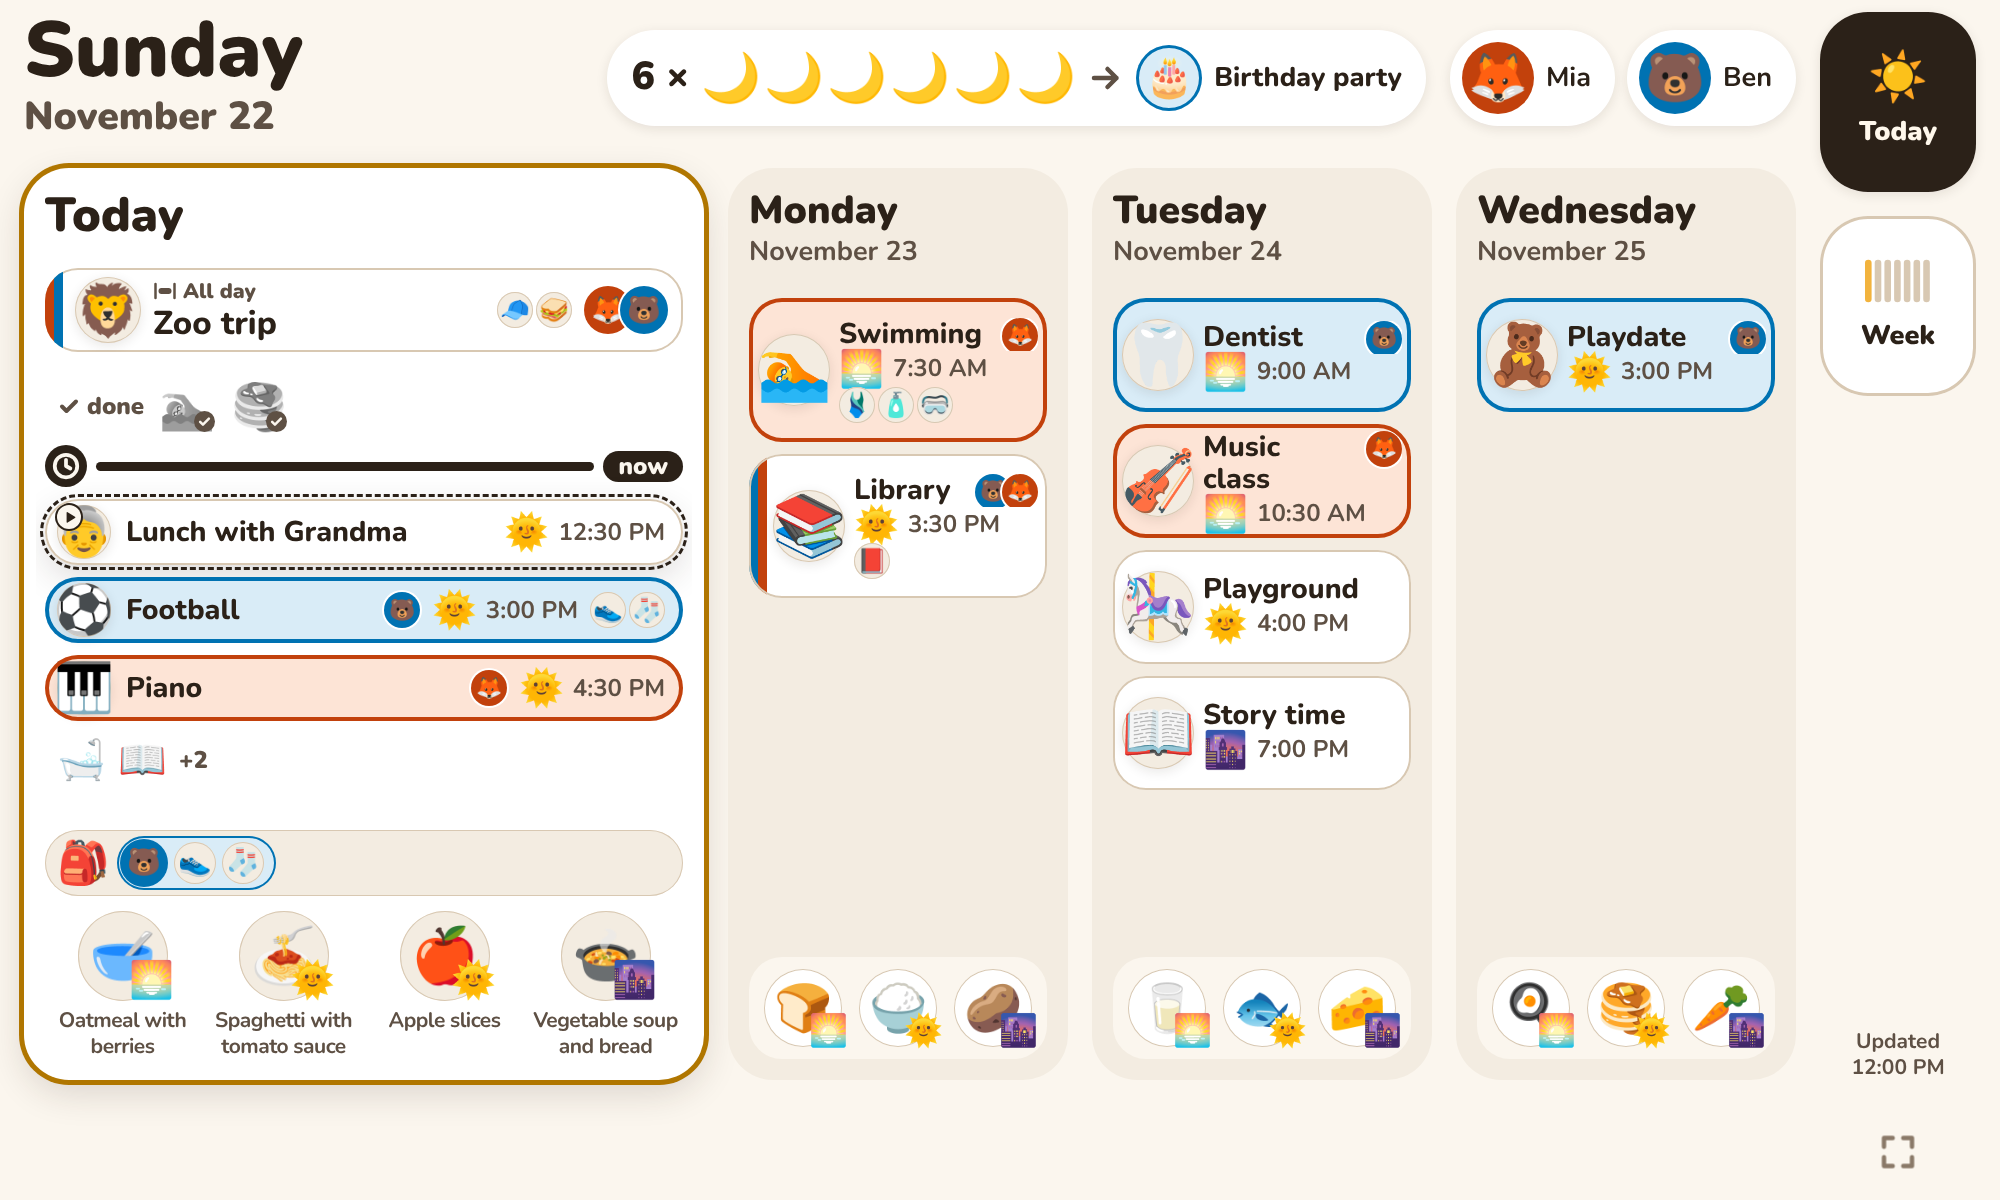 Sunday
November 22
6 × → Birthday party
Mia
Ben
Today
Week
Today
All day
Zoo trip
done
now
Lunch with Grandma 12:30 PM
Football 3:00 PM
Piano 4:30 PM
+2
Oatmeal with berries
Spaghetti with tomato sauce
Apple slices
Vegetable soup and bread
Monday
November 23
Swimming
7:30 AM
Library
3:30 PM
Tuesday
November 24
Dentist
9:00 AM
Music class
10:30 AM
Playground
4:00 PM
Story time
7:00 PM
Wednesday
November 25
Playdate
3:00 PM
Updated
12:00 PM